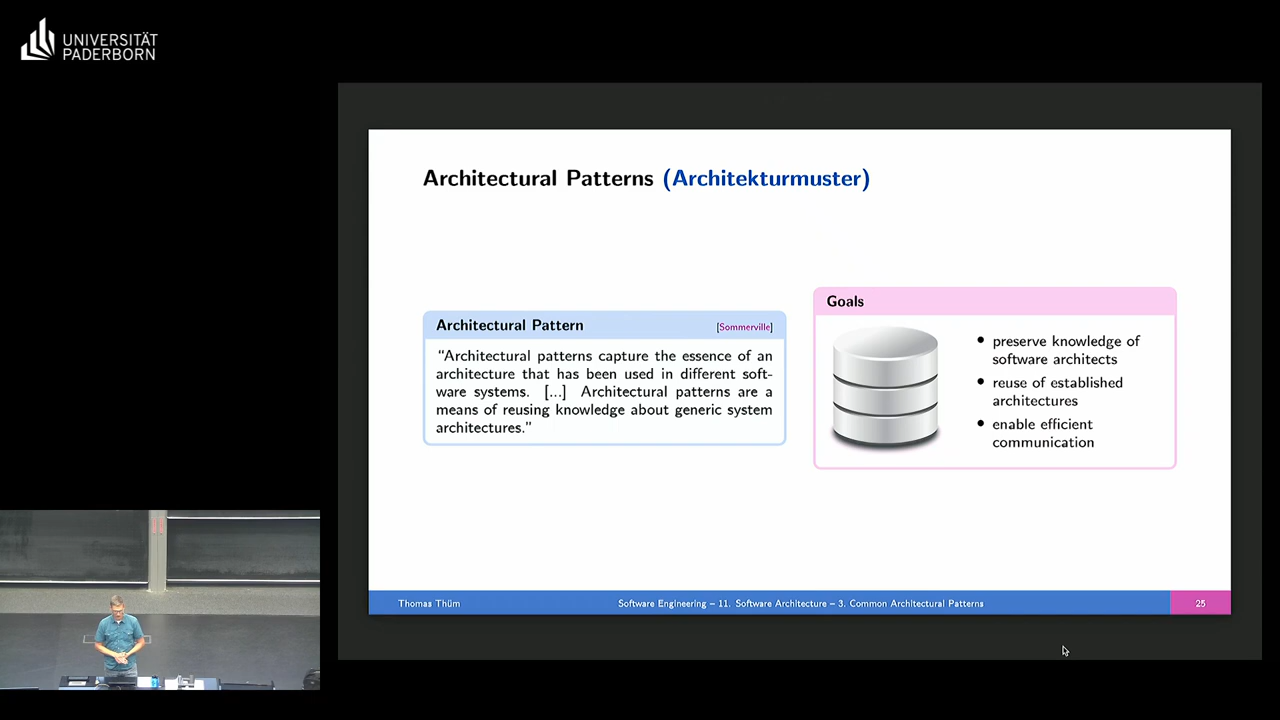 UNIVERSITÄT
PADERBORN
Architectural Patterns (Architekturmuster)
Architectural Pattern [Sommerville]
“Architectural patterns capture the essence of an
architecture that has been used in different soft-
ware systems. [...] Architectural patterns are a
means of reusing knowledge about generic system
architectures.”
Goals
• preserve knowledge of
software architects
• reuse of established
architectures
• enable efficient
communication
Thomas Thüm
Software Engineering – 11. Software Architecture – 3. Common Architectural Patterns
25